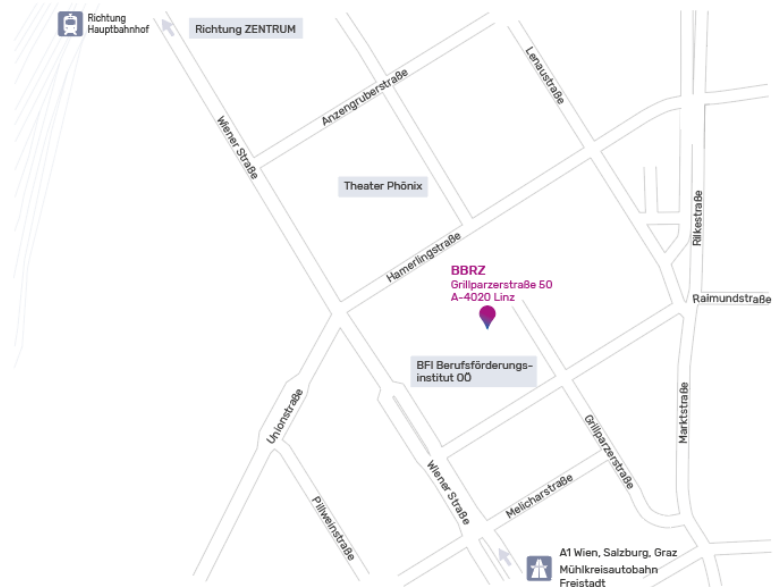 Richtung
Hauptbahnhof
Richtung ZENTRUM
Lenaustraße
Anzengruberstraße
Wiener Straße
Theater Phönix
Rilkestraße
Hamerlingstraße
BBRZ
Grillparzerstraße 50
A-4020 Linz
Raimundstraße
BFI Berufsförderungs-
institut OÖ
Unionstraße
Marktstraße
Grillparzerstraße
Wiener Straße
Melicharstraße
Pillweinstraße
A1 Wien, Salzburg, Graz
Mühlkreisautobahn
Freistadt